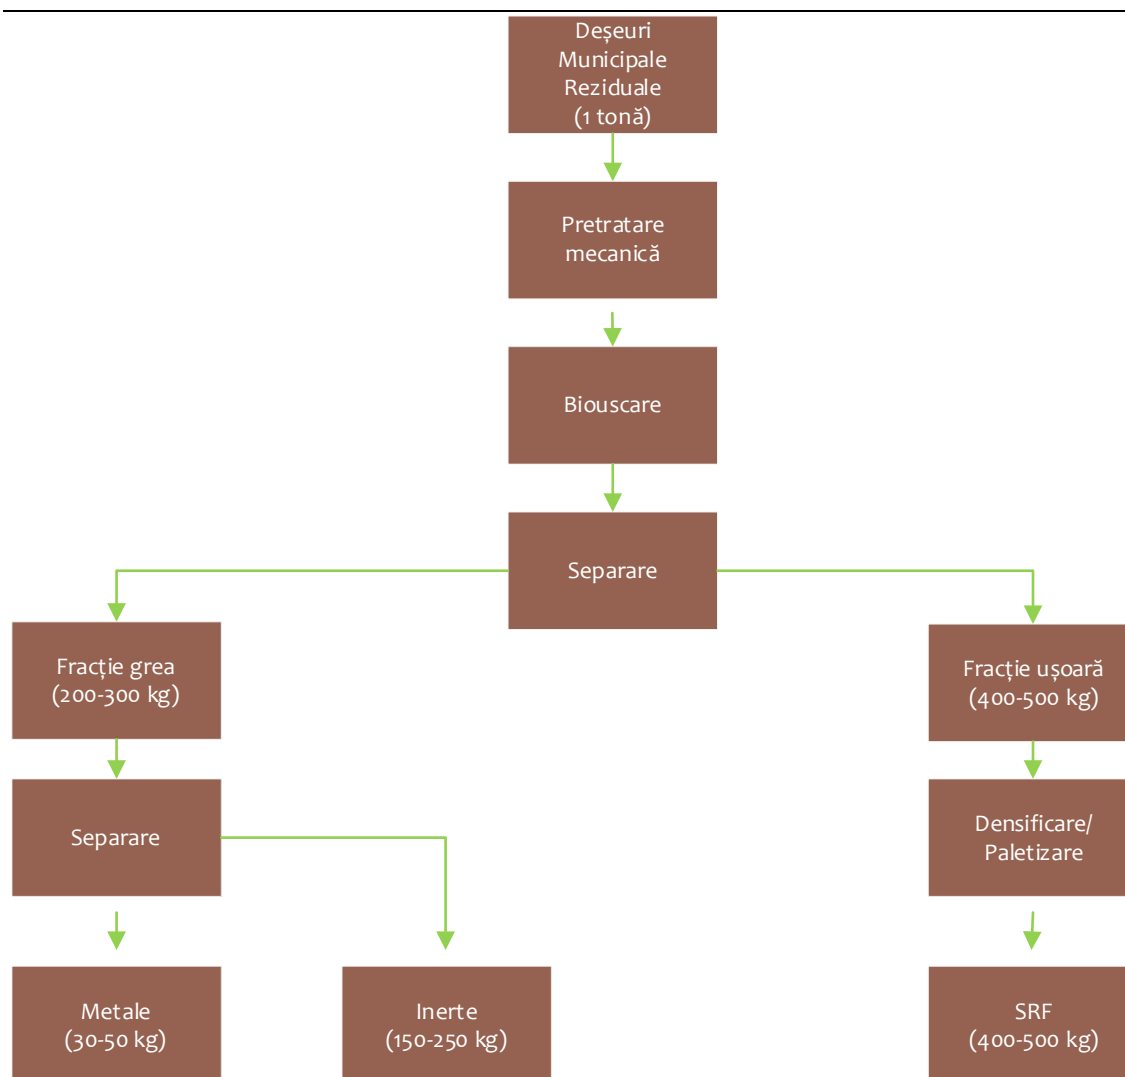 Deșeuri
Municipale
Reziduale
(1 tonă)
Pretratare
mecanică
Biouscare
Separare
Fracție grea
(200-300 kg)
Fracție ușoară
(400-500 kg)
Separare
Densificare/
Paletizare
Metale
(30-50 kg)
Inerte
(150-250 kg)
SRF
(400-500 kg)